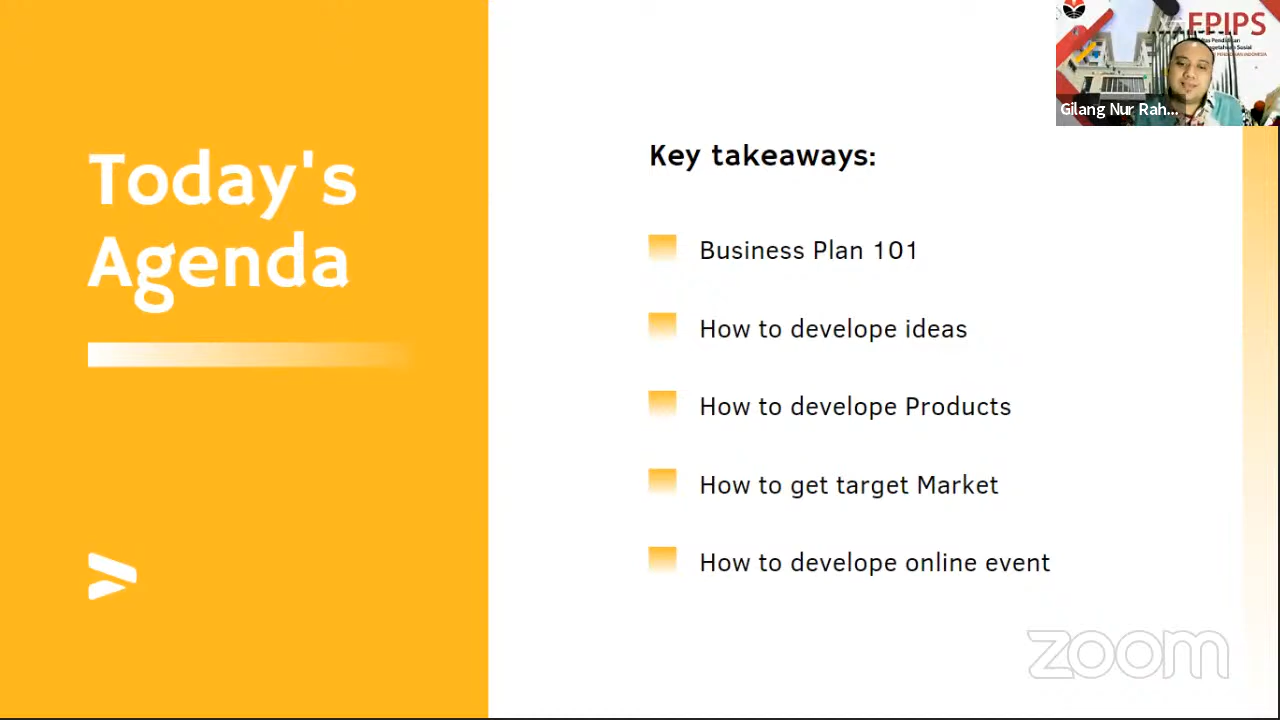 Today's
Agenda
Key takeaways:
Business Plan 101
How to develope ideas
How to develope Products
How to get target Market
How to develope online event
FPIPS
Gilang Nur Rah...
zoom